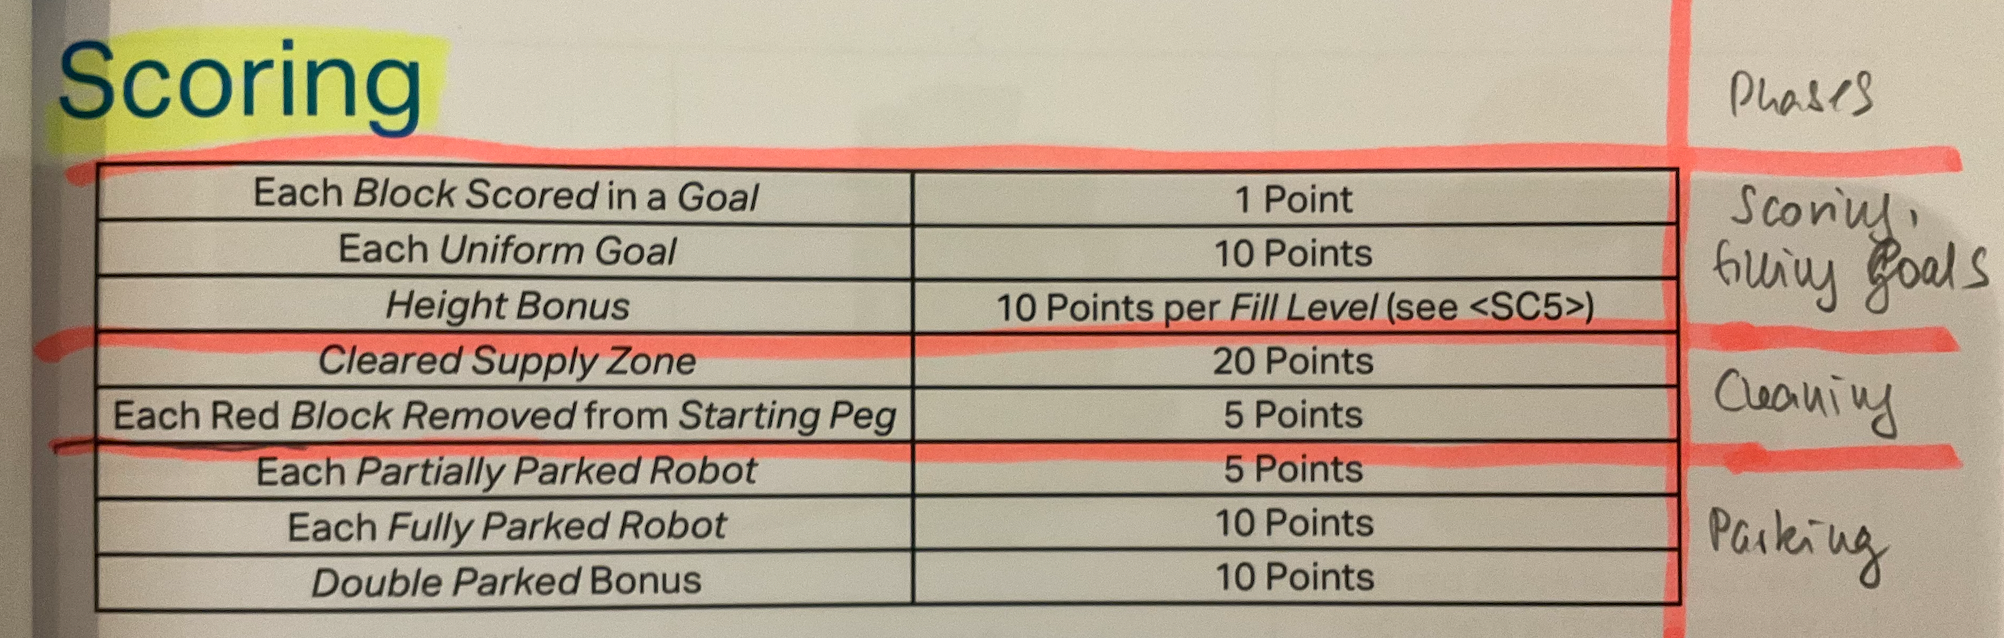 Scoring
Phases
Each Block Scored in a Goal 1 Point
Each Uniform Goal 10 Points
Height Bonus 10 Points per Fill Level (see <SC5>)
Scoring,
filling goals
Cleared Supply Zone 20 Points
Each Red Block Removed from Starting Peg 5 Points
Cleaning
Each Partially Parked Robot 5 Points
Each Fully Parked Robot 10 Points
Double Parked Bonus 10 Points
Parking